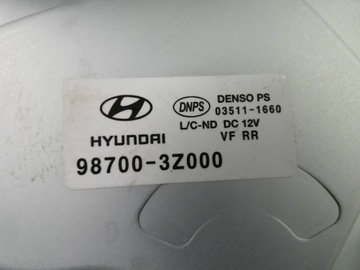 DNPS DENSO PS
03511-1660
L/C-ND DC 12V
HYUNDAI VF RR
98700-3Z000